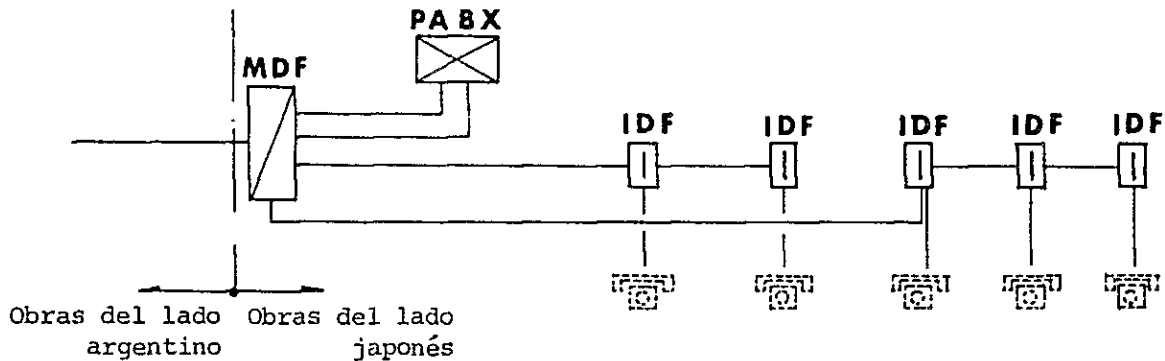 PABX
MDF
IDF IDF IDF IDF IDF
Obras del lado argentino
Obras del lado japonés